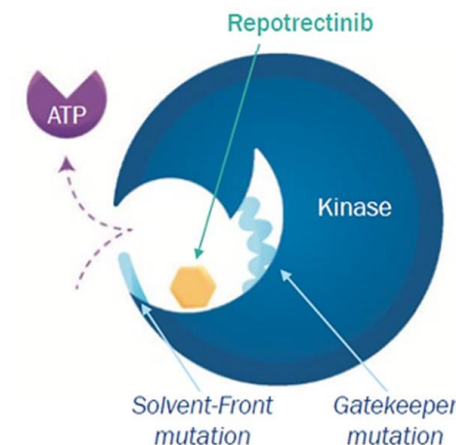 Repotrectinib
ATP
Kinase
Solvent-Front
mutation
Gatekeeper
mutation